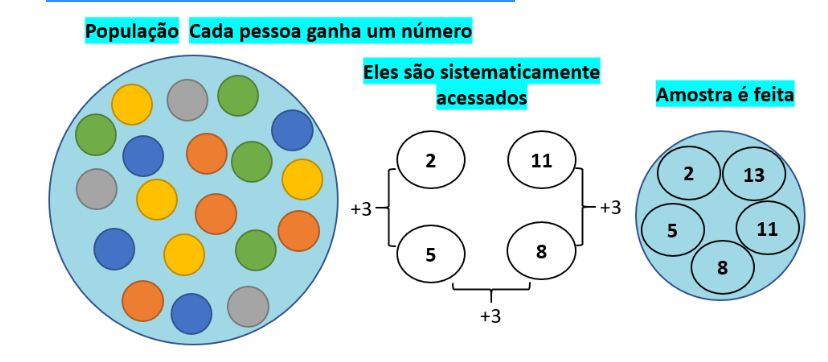 População Cada pessoa ganha um número
Eles são sistematicamente
acessados
Amostra é feita
2 11
+3 +3
5 8
+3
2 13
5 11
8